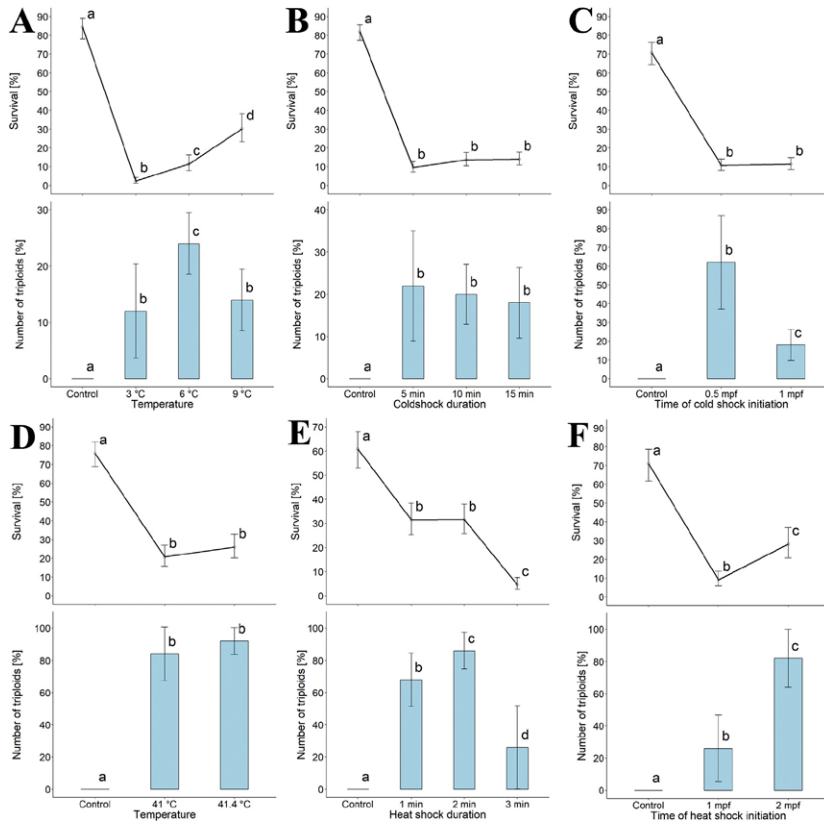 A
Survival [%]
90
80
70
60
50
40
30
20
10
0
a
b
c
d
Number of triploids [%]
30
20
10
0
a
b
c
b
Control 3 °C 6 °C 9 °C
Temperature
B
Survival [%]
90
80
70
60
50
40
30
20
10
0
a
b
b
b
Number of triploids [%]
40
30
20
10
0
a
b
b
b
Control 5 min 10 min 15 min
Coldshock duration
C
Survival [%]
90
80
70
60
50
40
30
20
10
0
a
b
b
Number of triploids [%]
90
80
70
60
50
40
30
20
10
0
a
b
c
Control 0.5 mpf 1 mpf
Time of cold shock initiation
D
Survival [%]
90
80
70
60
50
40
30
20
10
0
a
b
b
Number of triploids [%]
100
80
60
40
20
0
a
b
b
Control 41 °C 41.4 °C
Temperature
E
Survival [%]
70
60
50
40
30
20
10
0
a
b
b
c
Number of triploids [%]
100
80
60
40
20
0
a
b
c
d
Control 1 min 2 min 3 min
Heat shock duration
F
Survival [%]
90
80
70
60
50
40
30
20
10
0
a
b
c
Number of triploids [%]
100
80
60
40
20
0
a
b
c
Control 1 mpf 2 mpf
Time of heat shock initiation